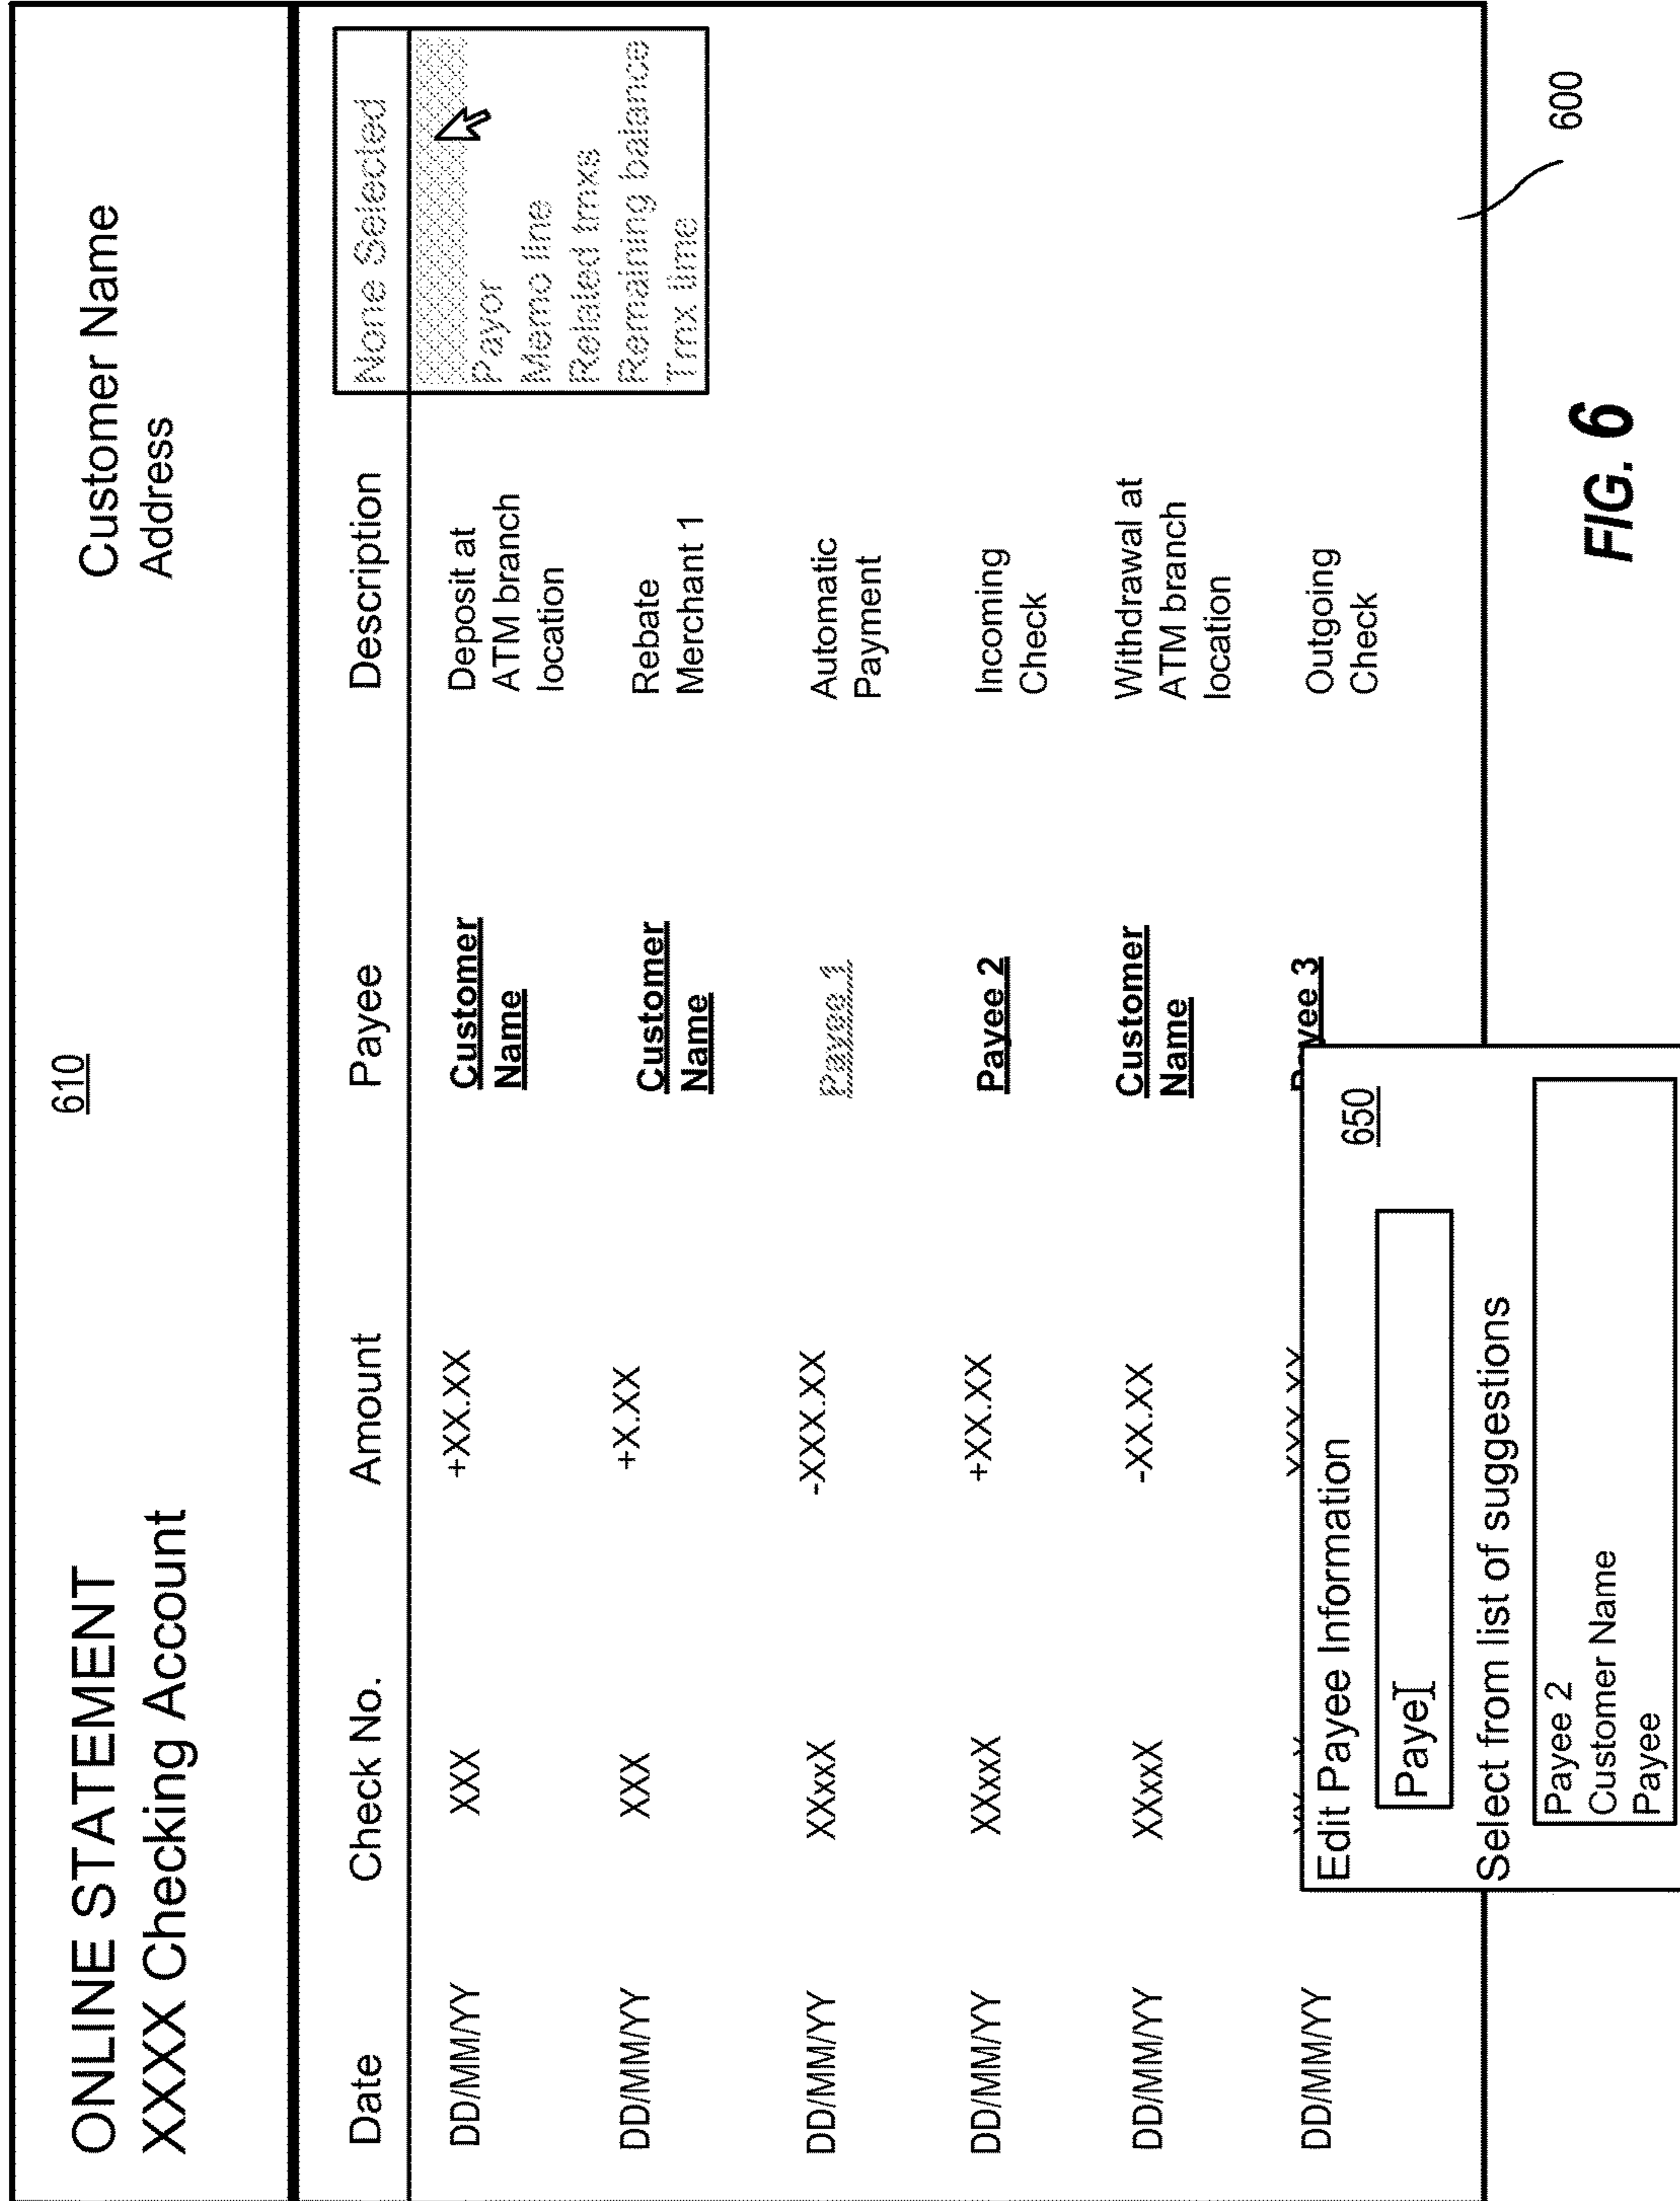 ONLINE STATEMENT
XXXX Checking Account
610
Customer Name
Address
Date
Check No.
Amount
Payee
Description
None Selected
Payor
Memo line
Related trnxs
Remaining balance
Trnx time
DD/MM/YY
XXX
+XX.XX
Customer
Name
Deposit at
ATM branch
location
DD/MM/YY
XXX
+X.XX
Customer
Name
Rebate
Merchant 1
DD/MM/YY
XXxxX
-XXX.XX
Payee 1
Automatic
Payment
DD/MM/YY
XXxxX
+XX.XX
Payee 2
Incoming
Check
DD/MM/YY
XXxxX
-XX.XX
Customer
Name
Withdrawal at
ATM branch
location
DD/MM/YY
3
Outgoing
Check
Edit Payee Information
650
Paye
Select from list of suggestions
Payee 2
Customer Name
Payee
600
FIG. 6